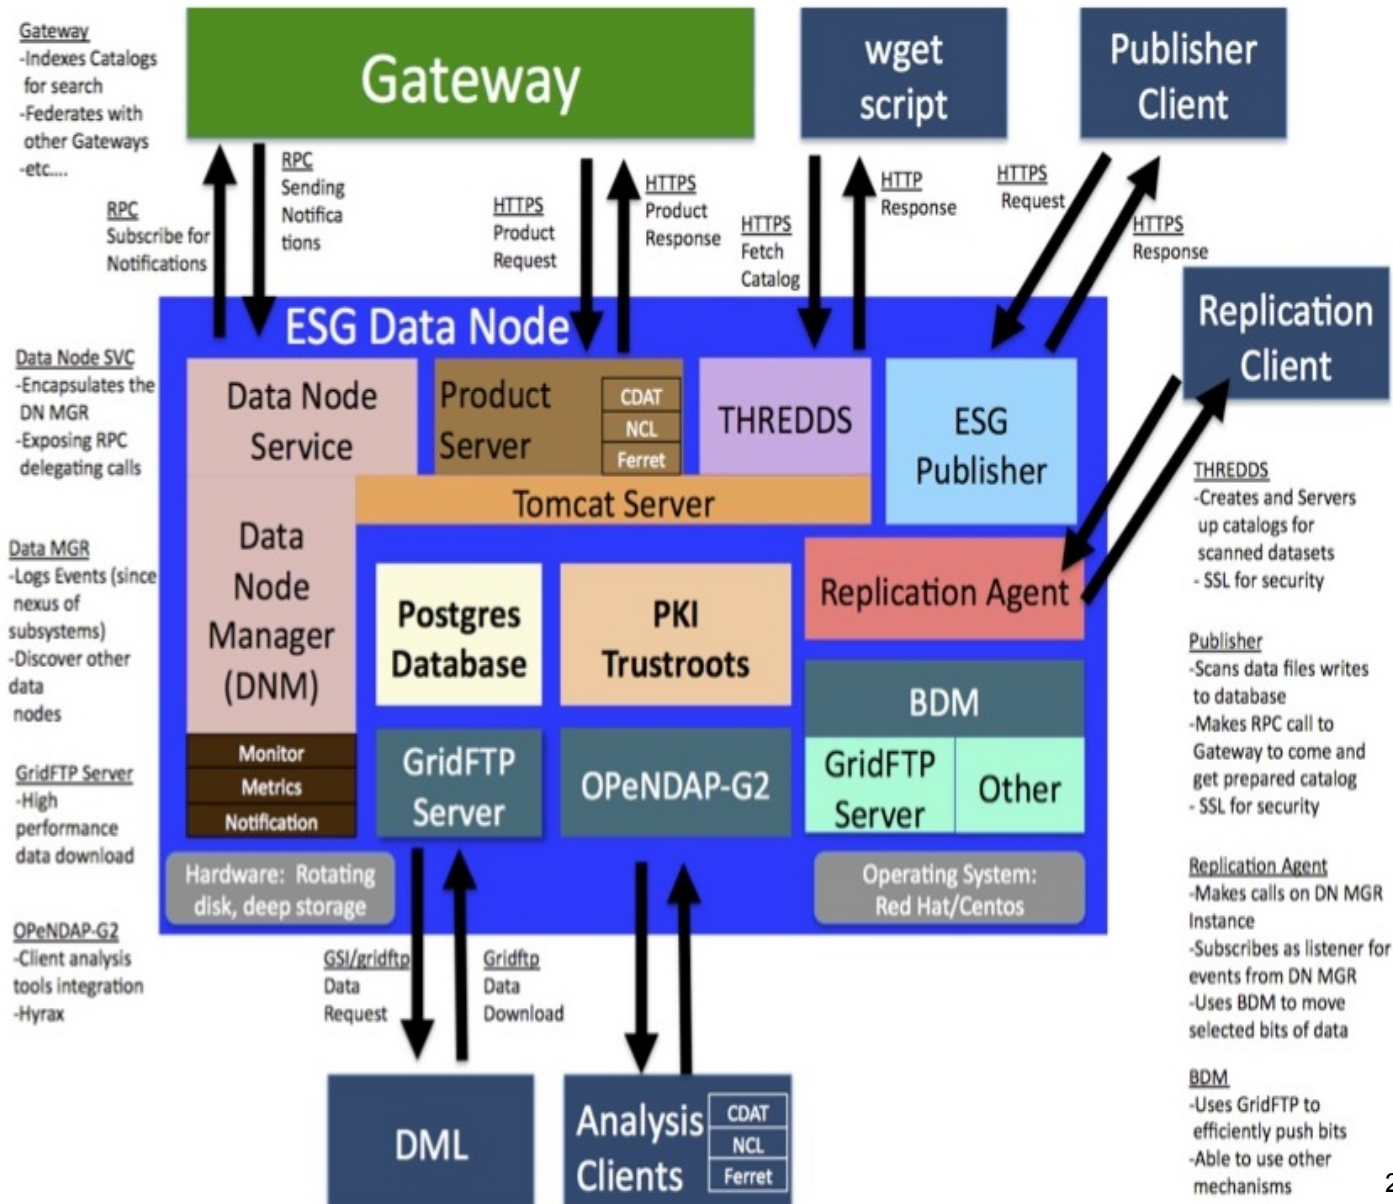 Gateway
-Indexes Catalogs
for search
-Federates with
other Gateways
-etc....
Gateway
wget
script
Publisher
Client
RPC
Subscribe for
Notifications
RPC
Sending
Notifica
tions
HTTPS
Product
Request
HTTPS
Product
Response
HTTPS
Fetch
Catalog
HTTP
Response
HTTPS
Request
HTTPS
Response
Replication
Client
ESG Data Node
Data Node SVC
-Encapsulates the
DN MGR
-Exposing RPC
delegating calls
Data Node
Service
Product
Server
CDAT
NCL
Ferret
THREDDS
ESG
Publisher
Tomcat Server
Data MGR
-Logs Events (since
nexus of
subsystems)
-Discover other
data
nodes
Data
Node
Manager
(DNM)
Monitor
Metrics
Notification
Postgres
Database
PKI
Trustroots
Replication Agent
BDM
GridFTP
Server
Other
GridFTP
Server
OPeNDAP-G2
GridFTP Server
-High
performance
data download
Hardware: Rotating
disk, deep storage
Operating System:
Red Hat/Centos
OPeNDAP-G2
-Client analysis
tools integration
-Hyrax
GSI/gridftp
Data
Request
Gridftp
Data
Download
DML
Analysis
Clients
CDAT
NCL
Ferret
THREDDS
-Creates and Servers
up catalogs for
scanned datasets
- SSL for security
Publisher
-Scans data files writes
to database
-Makes RPC call to
Gateway to come and
get prepared catalog
- SSL for security
Replication Agent
-Makes calls on DN MGR
Instance
-Subscribes as listener for
events from DN MGR
-Uses BDM to move
selected bits of data
BDM
-Uses GridFTP to
efficiently push bits
-Able to use other
mechanisms